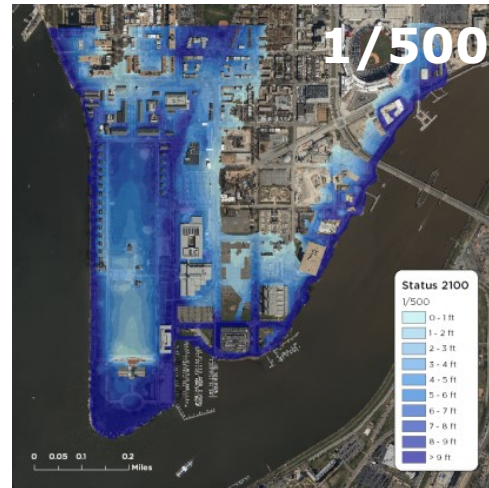 1/500
Status 2100
1/500
0 - 1 ft
1 - 2 ft
2 - 3 ft
3 - 4 ft
4 - 5 ft
5 - 6 ft
6 - 7 ft
7 - 8 ft
8 - 9 ft
> 9 ft
0 0.05 0.1 0.2
Miles